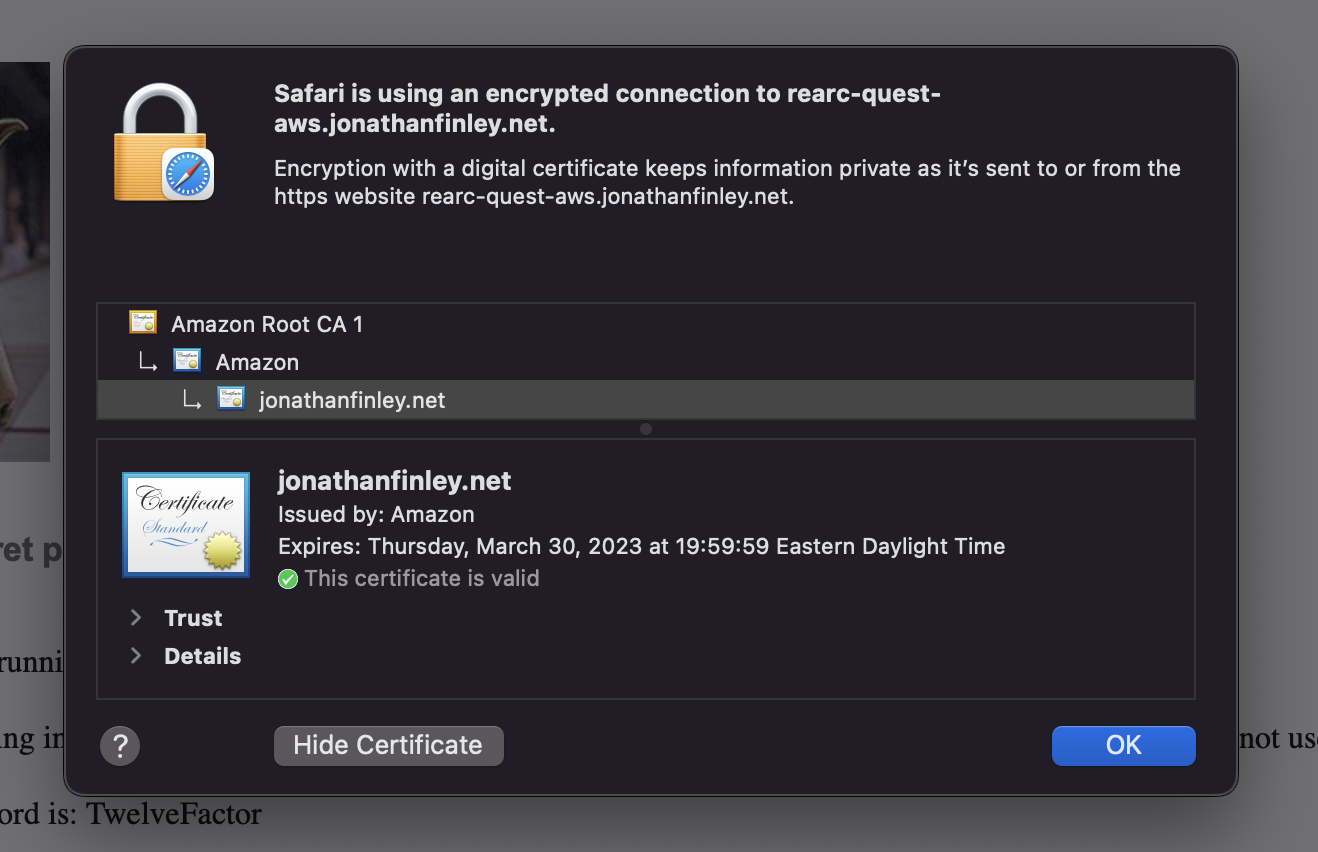 Safari is using an encrypted connection to rearc-quest-
aws.jonathanfinley.net.
Encryption with a digital certificate keeps information private as it’s sent to or from the
https website rearc-quest-aws.jonathanfinley.net.
Amazon Root CA 1
Amazon
jonathanfinley.net
Certificate
Standard
jonathanfinley.net
Issued by: Amazon
Expires: Thursday, March 30, 2023 at 19:59:59 Eastern Daylight Time
This certificate is valid
ret p
Trust
runni
Details
ng in
?
Hide Certificate
OK
not us
ord is: TwelveFactor